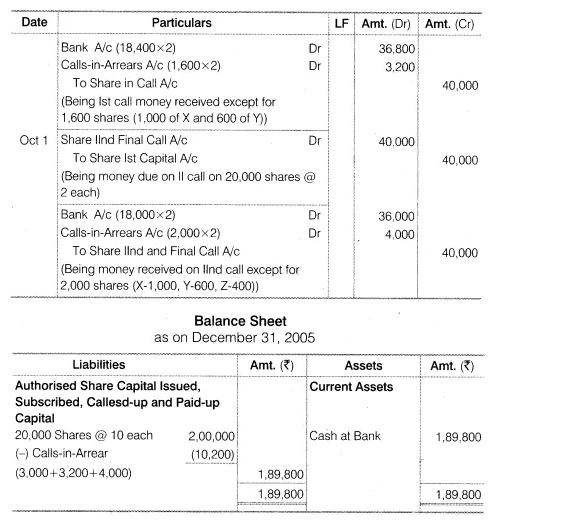 Date Particulars LF Amt. (Dr) Amt. (Cr)
Bank A/c (18,400×2) Dr 36,800
Calls-in-Arrears A/c (1,600×2) Dr 3,200
To Share in Call A/c 40,000
(Being Ist call money received except for
1,600 shares (1,000 of X and 600 of Y))
Oct 1 Share IInd Final Call A/c Dr 40,000
To Share Ist Capital A/c 40,000
(Being money due on II call on 20,000 shares @
2 each)
Bank A/c (18,000×2) Dr 36,000
Calls-in-Arrears A/c (2,000×2) Dr 4,000
To Share IInd and Final Call A/c 40,000
(Being money received on IInd call except for
2,000 shares (X-1,000, Y-600, Z-400))
Balance Sheet
as on December 31, 2005
Liabilities Amt. (₹) Assets Amt. (₹)
Authorised Share Capital Issued, Current Assets
Subscribed, Callesd-up and Paid-up
Capital
20,000 Shares @ 10 each 2,00,000 Cash at Bank 1,89,800
(–) Calls-in-Arrear (10,200)
(3,000+3,200+4,000) 1,89,800
1,89,800 1,89,800